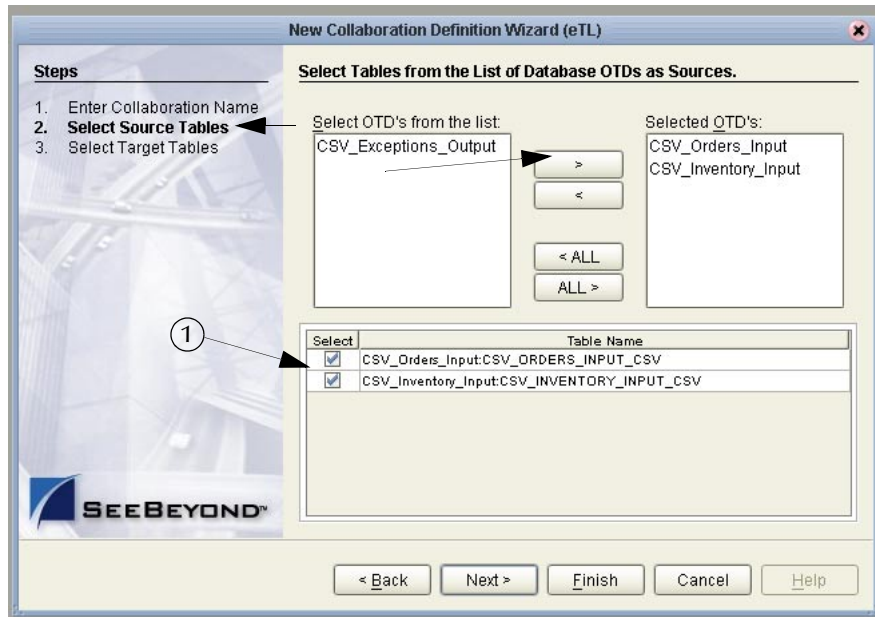 New Collaboration Definition Wizard (eTL)
Steps
1. Enter Collaboration Name
2. Select Source Tables
3. Select Target Tables
Select Tables from the List of Database OTDs as Sources.
Select OTD's from the list:
CSV_Exceptions_Output
>
<
< ALL
ALL >
Selected OTD's:
CSV_Orders_Input
CSV_Inventory_Input
1
Select Table Name
CSV_Orders_Input:CSV_ORDERS_INPUT_CSV
CSV_Inventory_Input:CSV_INVENTORY_INPUT_CSV
SEEBEYOND™
< Back Next > Finish Cancel Help